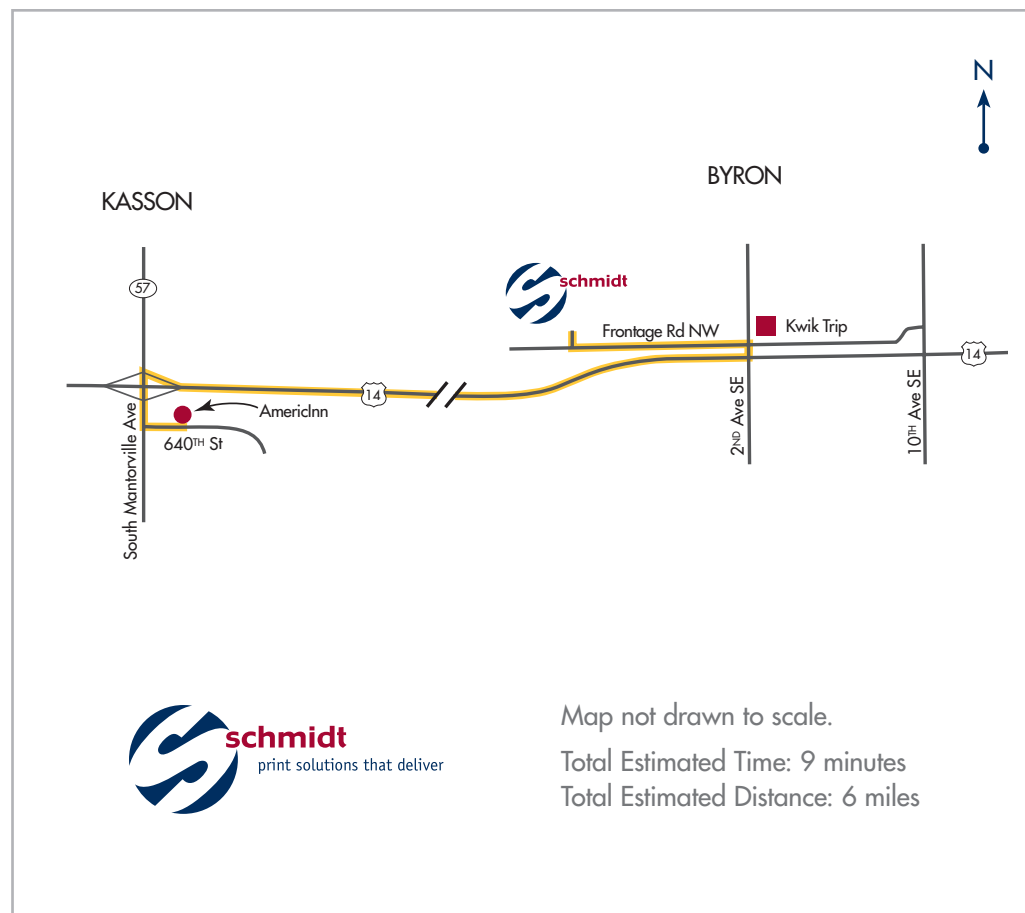 N
BYRON
KASSON
schmidt
57
Frontage Rd NW
Kwik Trip
14
14
AmericInn
640TH St
South Mantorville Ave
2ND Ave SE
10TH Ave SE
schmidt
print solutions that deliver
Map not drawn to scale.
Total Estimated Time: 9 minutes
Total Estimated Distance: 6 miles